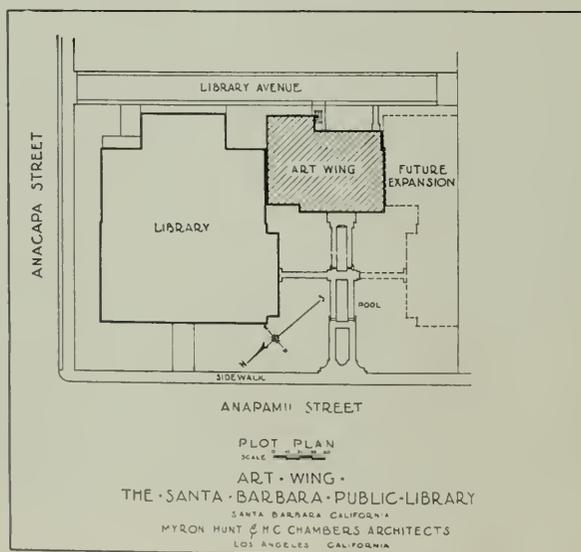 LIBRARY AVENUE
ANACAPA STREET
ART WING
FUTURE
EXPANSION
LIBRARY
POOL
N
S
SIDEWALK
ANAPAMU STREET
PLOT PLAN
SCALE
ART · WING ·
THE · SANTA · BARBARA · PUBLIC · LIBRARY
SANTA BARBARA CALIFORNIA
MYRON HUNT & H C CHAMBERS ARCHITECTS
LOS ANGELES CALIFORNIA